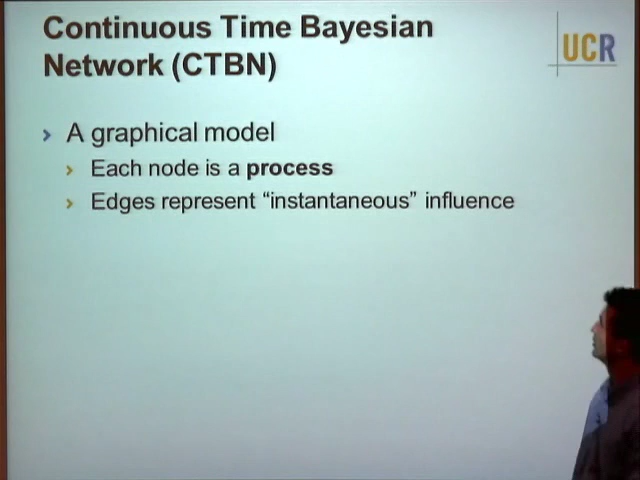 Continuous Time Bayesian
Network (CTBN)
UCR
› A graphical model
› Each node is a process
› Edges represent “instantaneous” influence